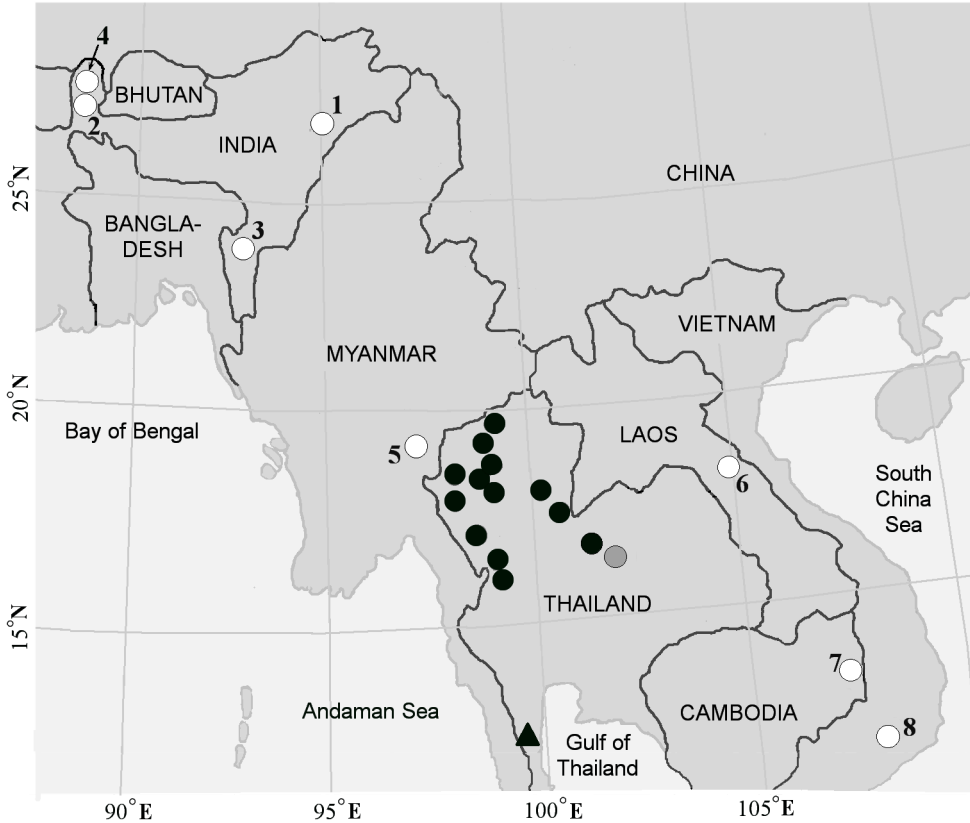 4
BHUTAN
1
2
INDIA
CHINA
25°N
BANGLA-
DESH
3
VIETNAM
MYANMAR
20°N
Bay of Bengal
LAOS
5
6
South
China
Sea
THAILAND
15°N
7
Andaman Sea
CAMBODIA
8
Gulf of
Thailand
90°E
95°E
100°E
105°E